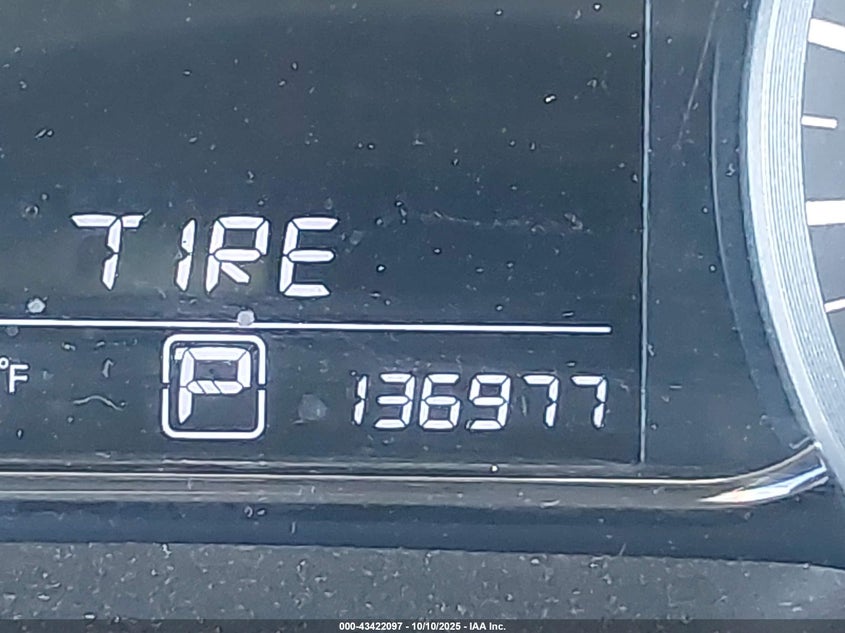 TIRE
°F P 136977
000-43422097 - 10/10/2025 - IAA Inc.